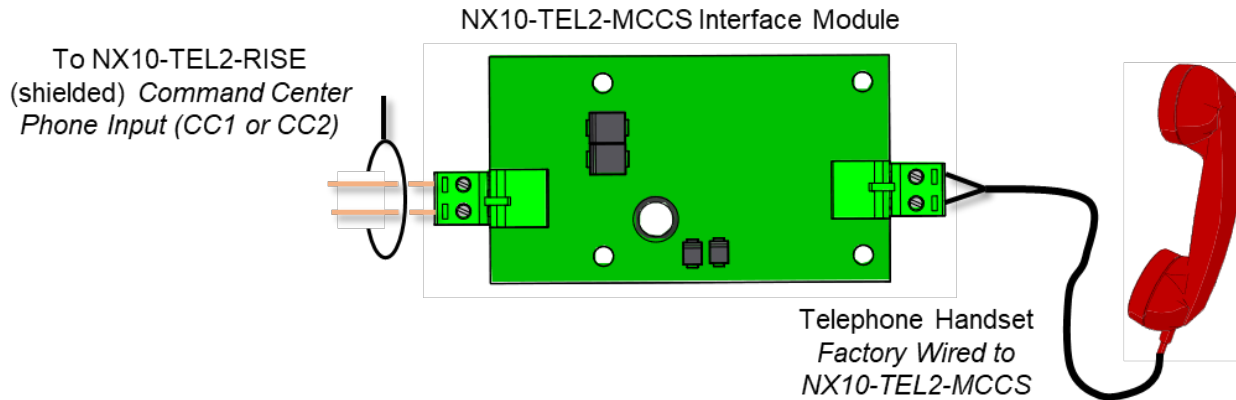 NX10-TEL2-MCCS Interface Module
To NX10-TEL2-RISE
(shielded) Command Center
Phone Input (CC1 or CC2)
Telephone Handset
Factory Wired to
NX10-TEL2-MCCS